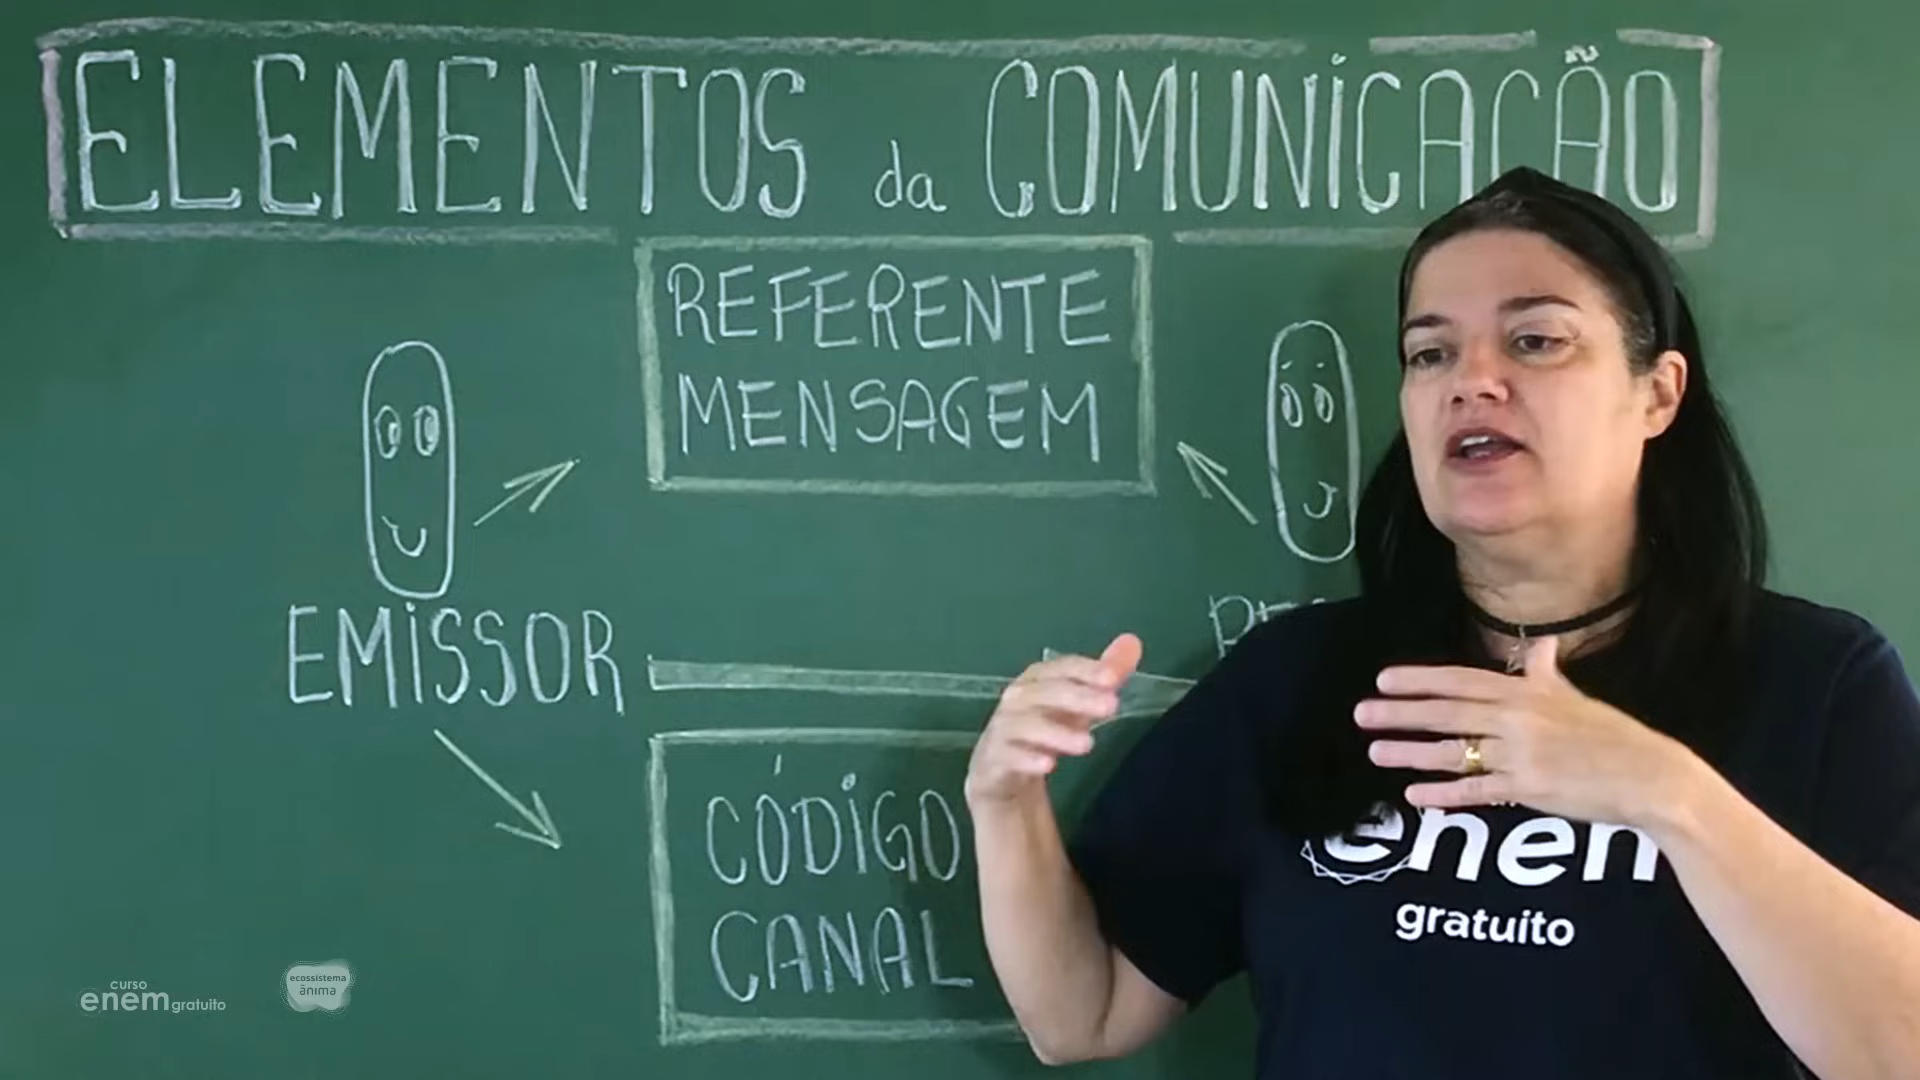 ELEMENTOS da COMUNICAÇÃO
REFERENTE
MENSAGEM
EMISSOR
CÓDIGO
CANAL
enem
gratuito
curso
enem gratuito
ecossistema
ânima